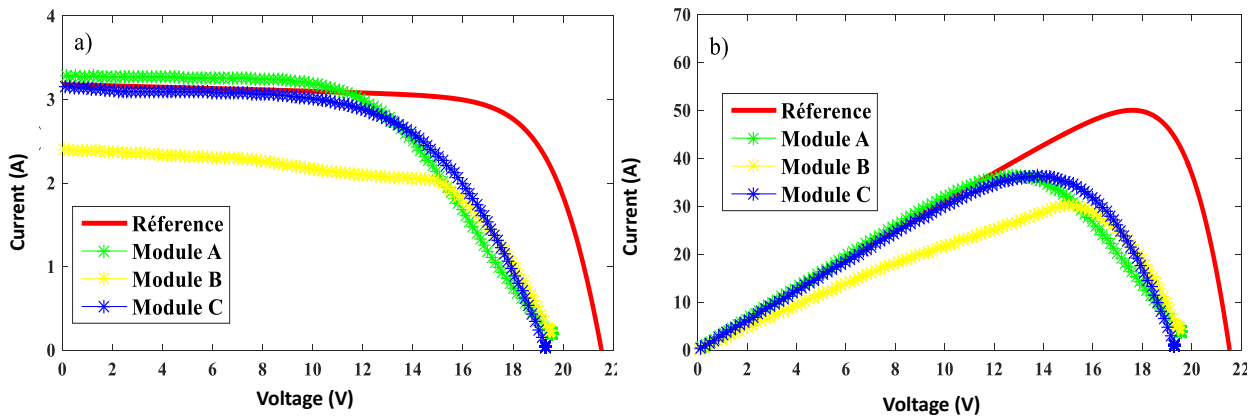 a)
4
3
2
1
0
Current (A)
Réference
Module A
Module B
Module C
0 2 4 6 8 10 12 14 16 18 20 22
Voltage (V)
b)
70
60
50
40
30
20
10
0
Current (A)
Réference
Module A
Module B
Module C
0 2 4 6 8 10 12 14 16 18 20 22
Voltage (V)